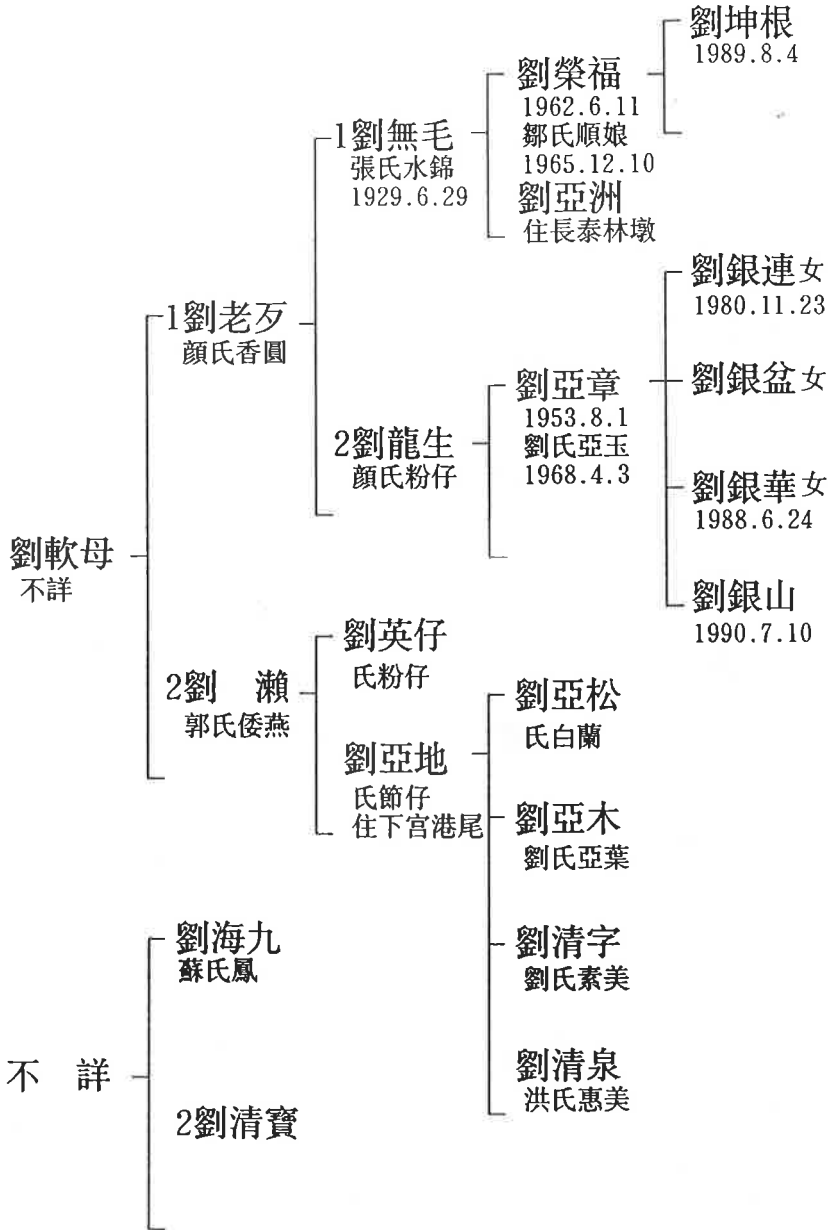 劉軟母
不詳
1劉老歹
顔氏香圓
1劉無毛
張氏水錦
1929.6.29
劉榮福
1962.6.11
鄒氏順娘
1965.12.10
劉坤根
1989.8.4
劉亞洲
住長泰林墩
2劉龍生
顔氏粉仔
劉亞章
1953.8.1
劉氏亞玉
1968.4.3
劉銀連女
1980.11.23
劉銀盆女
劉銀華女
1988.6.24
劉銀山
1990.7.10
2劉　瀨
郭氏倭燕
劉英仔
氏粉仔
劉亞地
氏節仔
住下宮港尾
劉亞松
氏白蘭
劉亞木
劉氏亞葉
劉清字
劉氏素美
劉清泉
洪氏惠美
不　詳
劉海九
蘇氏鳳
2劉清寶